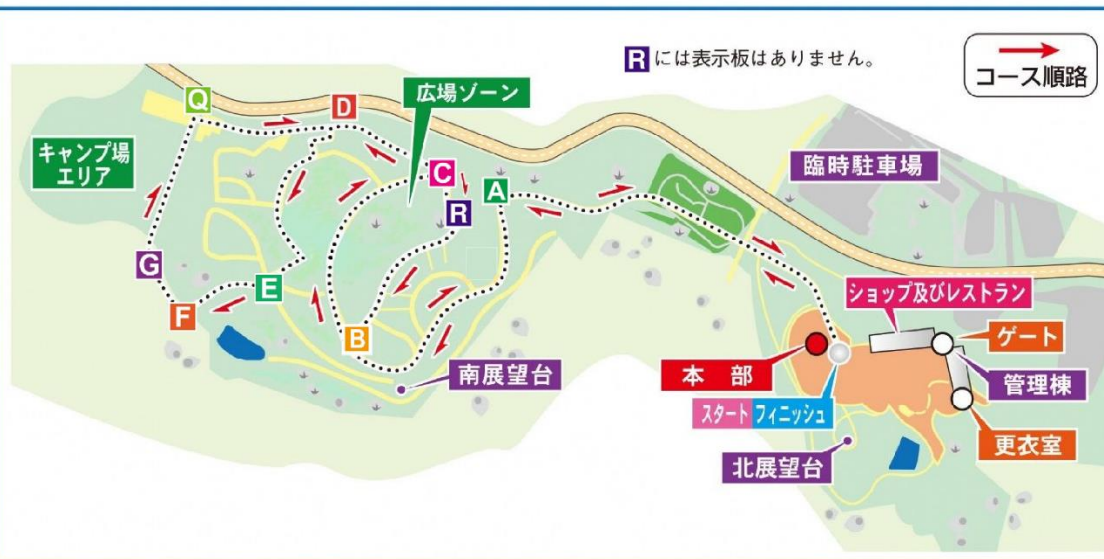 Rには表示板はありません。
コース順路
広場ゾーン
Q
D
キャンプ場
エリア
C
A
臨時駐車場
R
G
E
F
ショップ及びレストラン
B
ゲート
南展望台
本 部
管理棟
スタート フィニッシュ
更衣室
北展望台